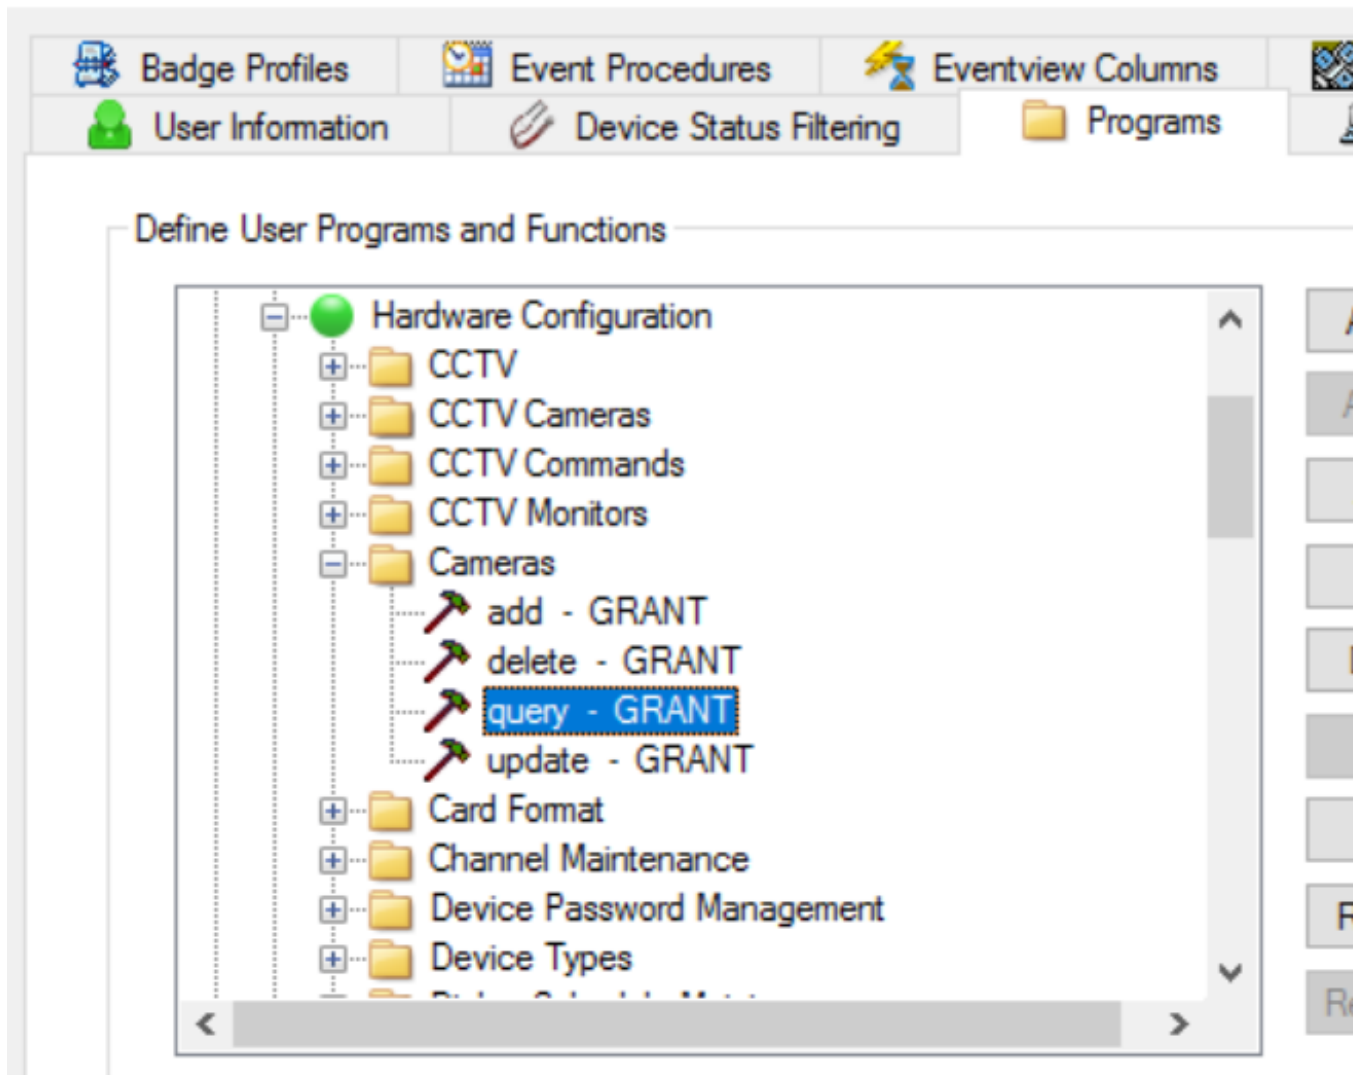 Badge Profiles Event Procedures Eventview Columns
User Information Device Status Filtering Programs
Define User Programs and Functions
Hardware Configuration
CCTV
CCTV Cameras
CCTV Commands
CCTV Monitors
Cameras
add - GRANT
delete - GRANT
query - GRANT
update - GRANT
Card Format
Channel Maintenance
Device Password Management
Device Types